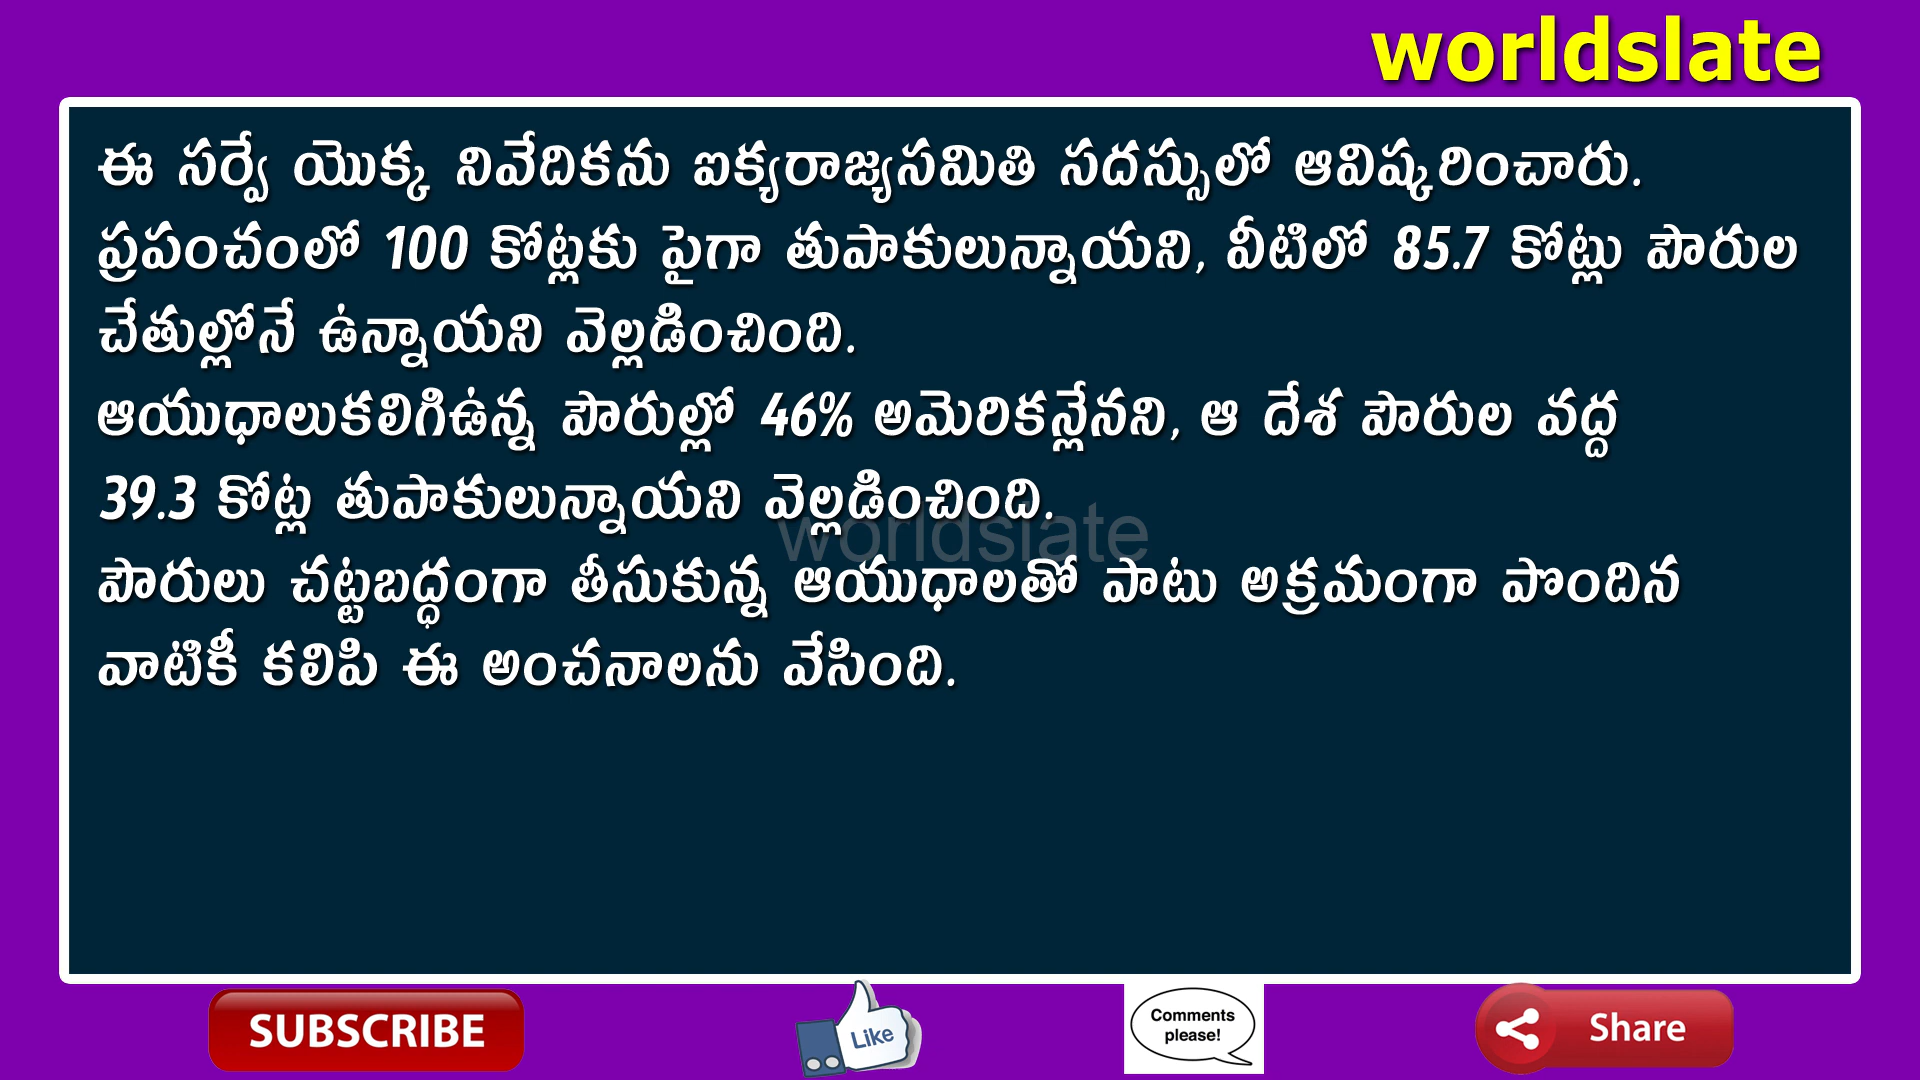 worldslate
ఈ సర్వే యొక్క నివేదికను ఐక్యరాజ్యసమితి సదస్సులో ఆవిష్కరించారు.
ప్రపంచంలో 100 కోట్లకు పైగా తుపాకులున్నాయని, వీటిలో 85.7 కోట్లు పౌరుల
చేతుల్లోనే ఉన్నాయని వెల్లడించింది.
ఆయుధాలుకలిగిఉన్న పౌరుల్లో 46% అమెరికన్లేనని, ఆ దేశ పౌరుల వద్ద
39.3 కోట్ల తుపాకులున్నాయని వెల్లడించింది.
worldslate
పౌరులు చట్టబద్ధంగా తీసుకున్న ఆయుధాలతో పాటు అక్రమంగా పొందిన
వాటికీ కలిపి ఈ అంచనాలను వేసింది.
SUBSCRIBE
Like
Comments
please!
Share